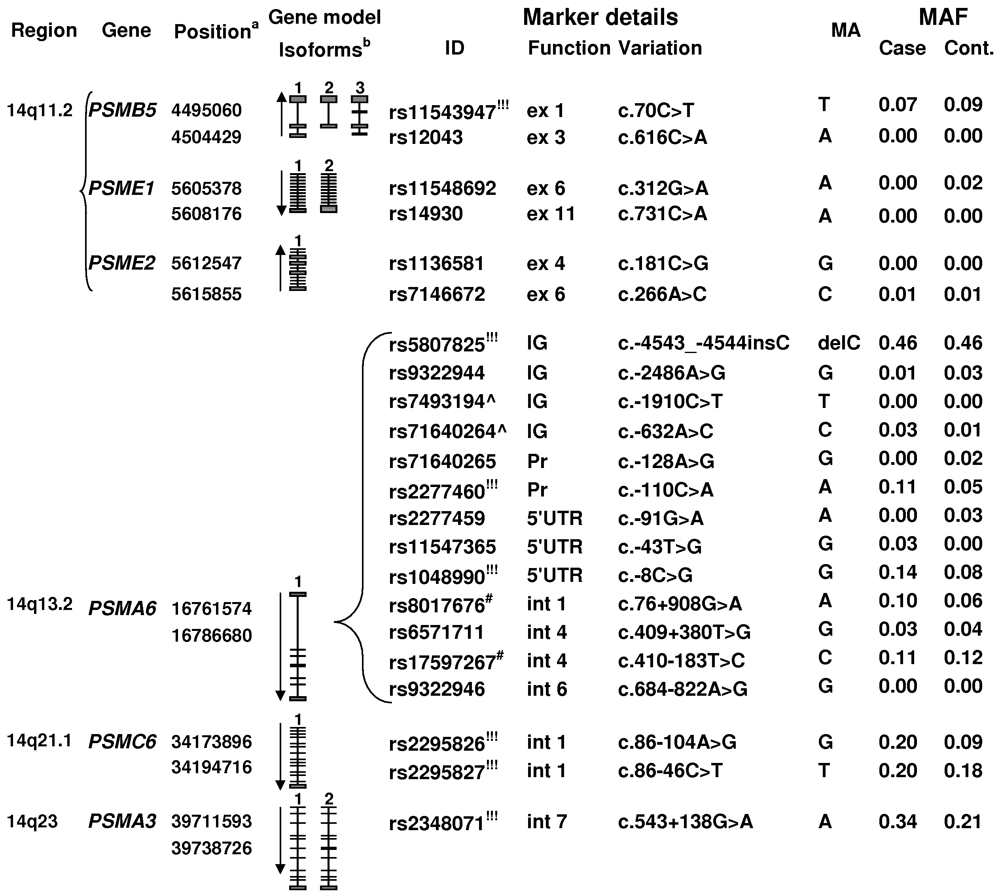 Region Gene Positionᵃ Gene model Marker details MA MAF
Isoformsᵇ ID Function Variation Case Cont.
1 2 3
14q11.2 PSMB5 4495060 rs11543947!!! ex 1 c.70C>T T 0.07 0.09
4504429 rs12043 ex 3 c.616C>A A 0.00 0.00
1 2
PSME1 5605378 rs11548692 ex 6 c.312G>A A 0.00 0.02
5608176 rs14930 ex 11 c.731C>A A 0.00 0.00
1
PSME2 5612547 rs1136581 ex 4 c.181C>G G 0.00 0.00
5615855 rs7146672 ex 6 c.266A>C C 0.01 0.01
rs5807825!!! IG c.-4543_-4544insC delC 0.46 0.46
rs9322944 IG c.-2486A>G G 0.01 0.03
rs7493194^ IG c.-1910C>T T 0.00 0.00
rs71640264^ IG c.-632A>C C 0.03 0.01
rs71640265 Pr c.-128A>G G 0.00 0.02
rs2277460!!! Pr c.-110C>A A 0.11 0.05
rs2277459 5'UTR c.-91G>A A 0.00 0.03
rs11547365 5'UTR c.-43T>G G 0.03 0.00
1 rs1048990!!! 5'UTR c.-8C>G G 0.14 0.08
14q13.2 PSMA6 16761574 rs8017676# int 1 c.76+908G>A A 0.10 0.06
16786680 rs6571711 int 4 c.409+380T>G G 0.03 0.04
rs17597267# int 4 c.410-183T>C C 0.11 0.12
rs9322946 int 6 c.684-822A>G G 0.00 0.00
1
14q21.1 PSMC6 34173896 rs2295826!!! int 1 c.86-104A>G G 0.20 0.09
34194716 rs2295827!!! int 1 c.86-46C>T T 0.20 0.18
1 2
14q23 PSMA3 39711593 rs2348071!!! int 7 c.543+138G>A A 0.34 0.21
39738726